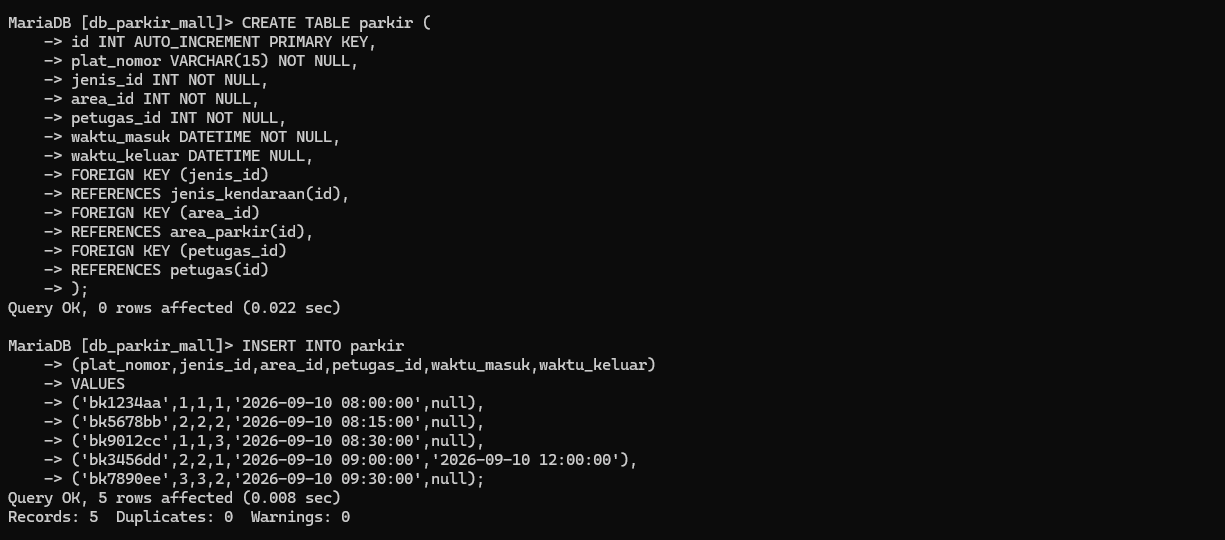 MariaDB [db_parkir_mall]> CREATE TABLE parkir (
    -> id INT AUTO_INCREMENT PRIMARY KEY,
    -> plat_nomor VARCHAR(15) NOT NULL,
    -> jenis_id INT NOT NULL,
    -> area_id INT NOT NULL,
    -> petugas_id INT NOT NULL,
    -> waktu_masuk DATETIME NOT NULL,
    -> waktu_keluar DATETIME NULL,
    -> FOREIGN KEY (jenis_id)
    -> REFERENCES jenis_kendaraan(id),
    -> FOREIGN KEY (area_id)
    -> REFERENCES area_parkir(id),
    -> FOREIGN KEY (petugas_id)
    -> REFERENCES petugas(id)
    -> );
Query OK, 0 rows affected (0.022 sec)

MariaDB [db_parkir_mall]> INSERT INTO parkir
    -> (plat_nomor,jenis_id,area_id,petugas_id,waktu_masuk,waktu_keluar)
    -> VALUES
    -> ('bk1234aa',1,1,1,'2026-09-10 08:00:00',null),
    -> ('bk5678bb',2,2,2,'2026-09-10 08:15:00',null),
    -> ('bk9012cc',1,1,3,'2026-09-10 08:30:00',null),
    -> ('bk3456dd',2,2,1,'2026-09-10 09:00:00','2026-09-10 12:00:00'),
    -> ('bk7890ee',3,3,2,'2026-09-10 09:30:00',null);
Query OK, 5 rows affected (0.008 sec)
Records: 5  Duplicates: 0  Warnings: 0